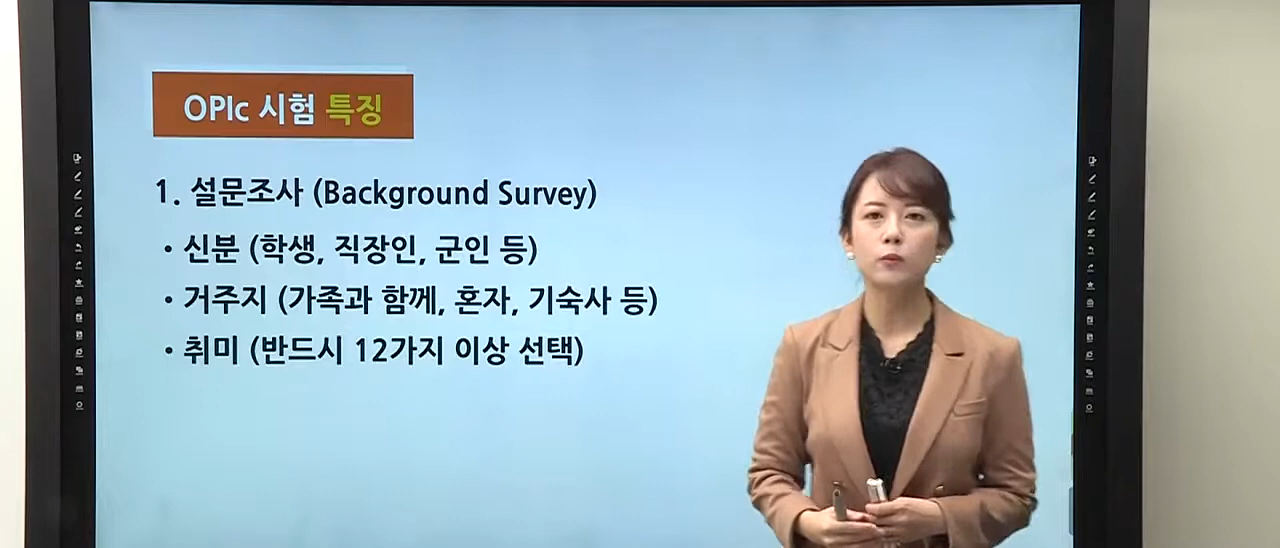 OPIc 시험 특징
1. 설문조사 (Background Survey)
• 신분 (학생, 직장인, 군인 등)
• 거주지 (가족과 함께, 혼자, 기숙사 등)
• 취미 (반드시 12가지 이상 선택)